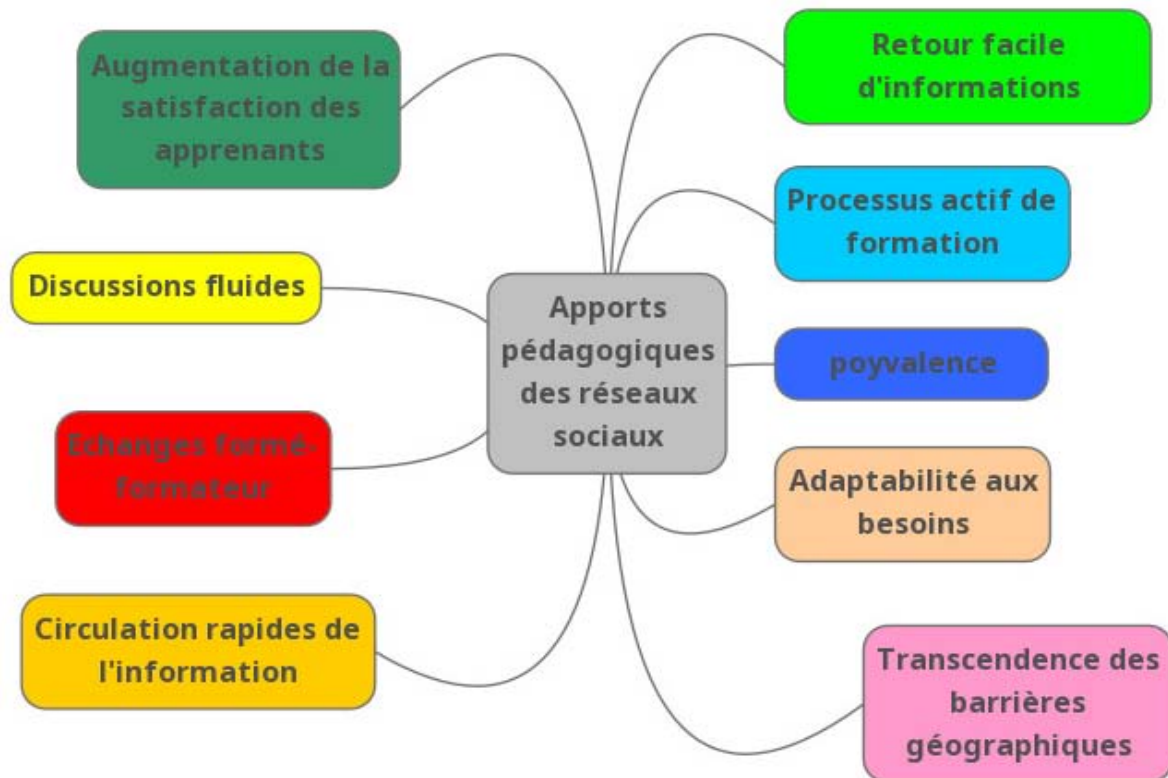 Augmentation de la
satisfaction des
apprenants
Discussions fluides
Echanges formé-
formateur
Circulation rapides de
l'information
Apports
pédagogiques
des réseaux
sociaux
Retour facile
d'informations
Processus actif de
formation
poyvalence
Adaptabilité aux
besoins
Transcendence des
barrières
géographiques